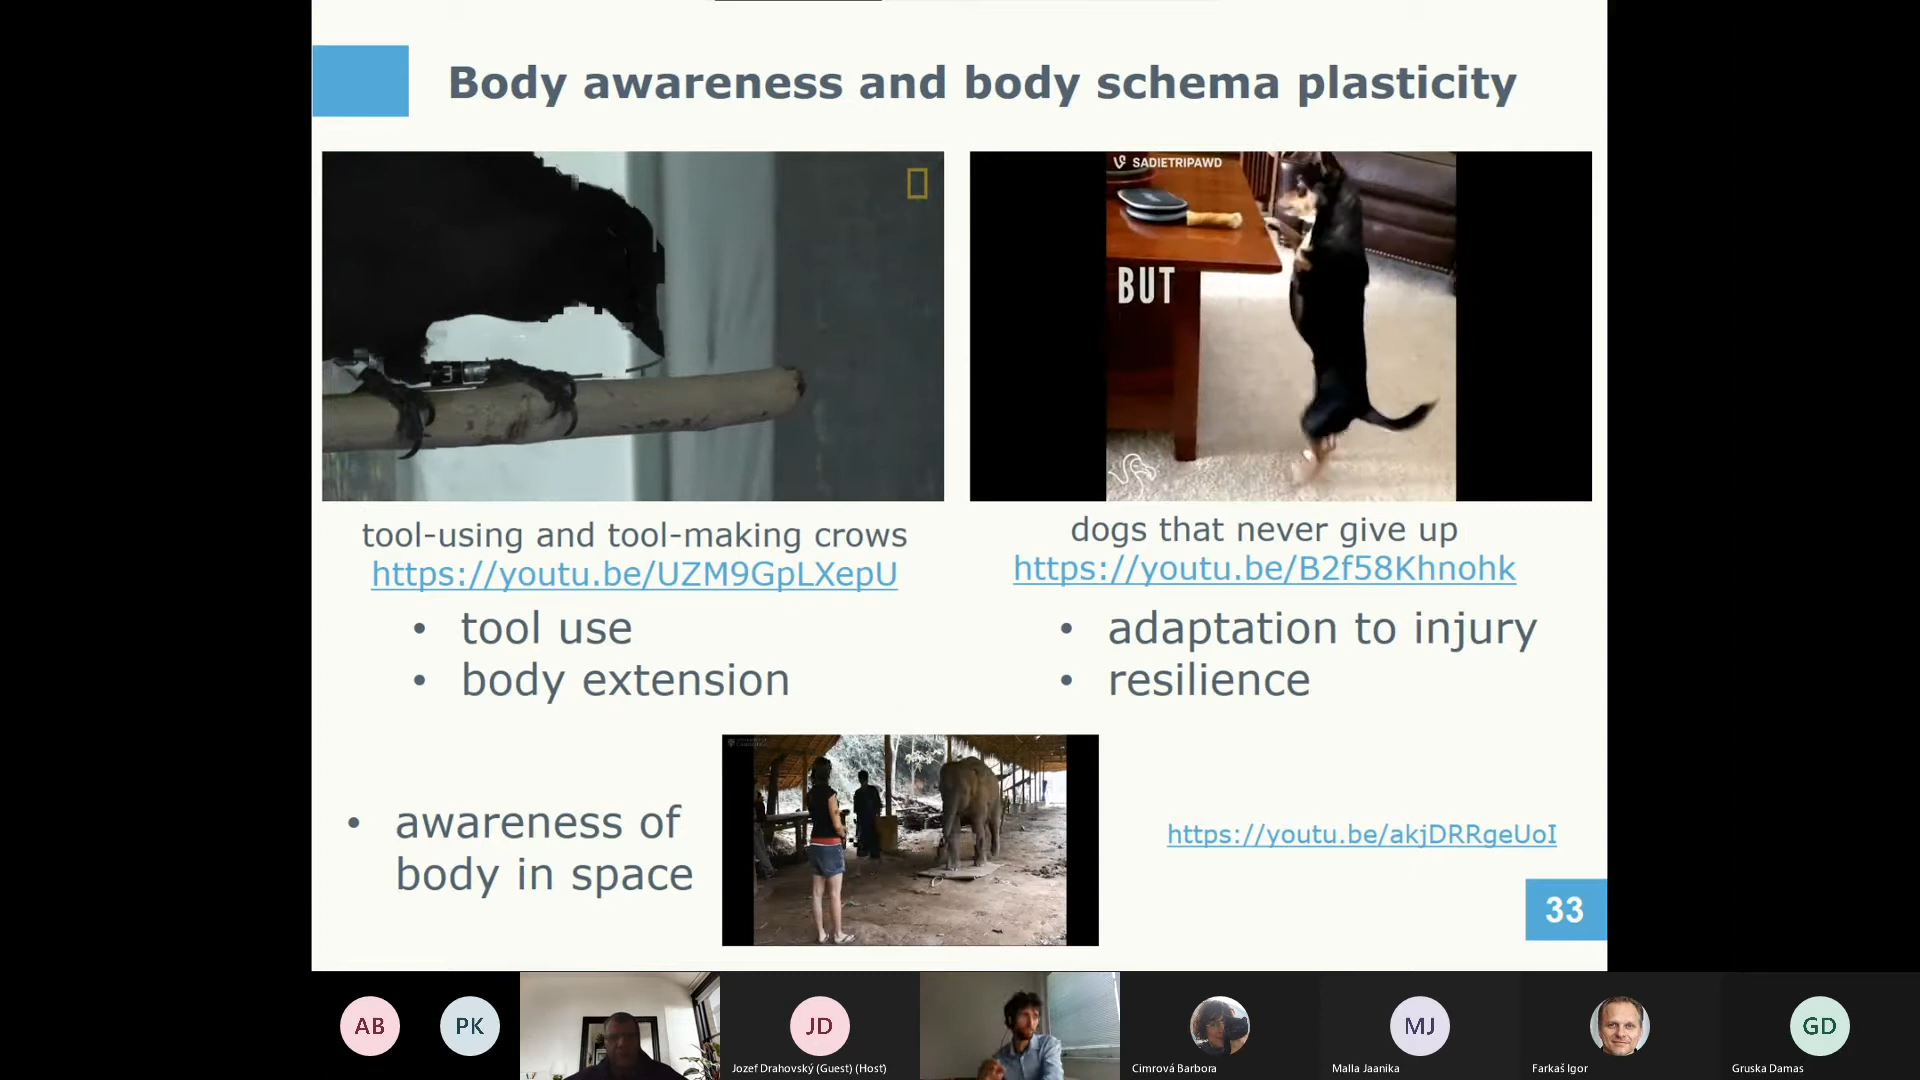 Body awareness and body schema plasticity
SADIETRIPAWD
BUT
3
tool-using and tool-making crows
https://youtu.be/UZM9GpLXepU
• tool use
• body extension
dogs that never give up
https://youtu.be/B2f58Khnohk
• adaptation to injury
• resilience
• awareness of
body in space
https://youtu.be/akjDRRgeUoI
33
AB
PK
JD
Jozef Drahovský (Guest) (Host)
Cimrová Barbora
MJ
Malla Jaanika
Farkaš Igor
GD
Gruska Damas